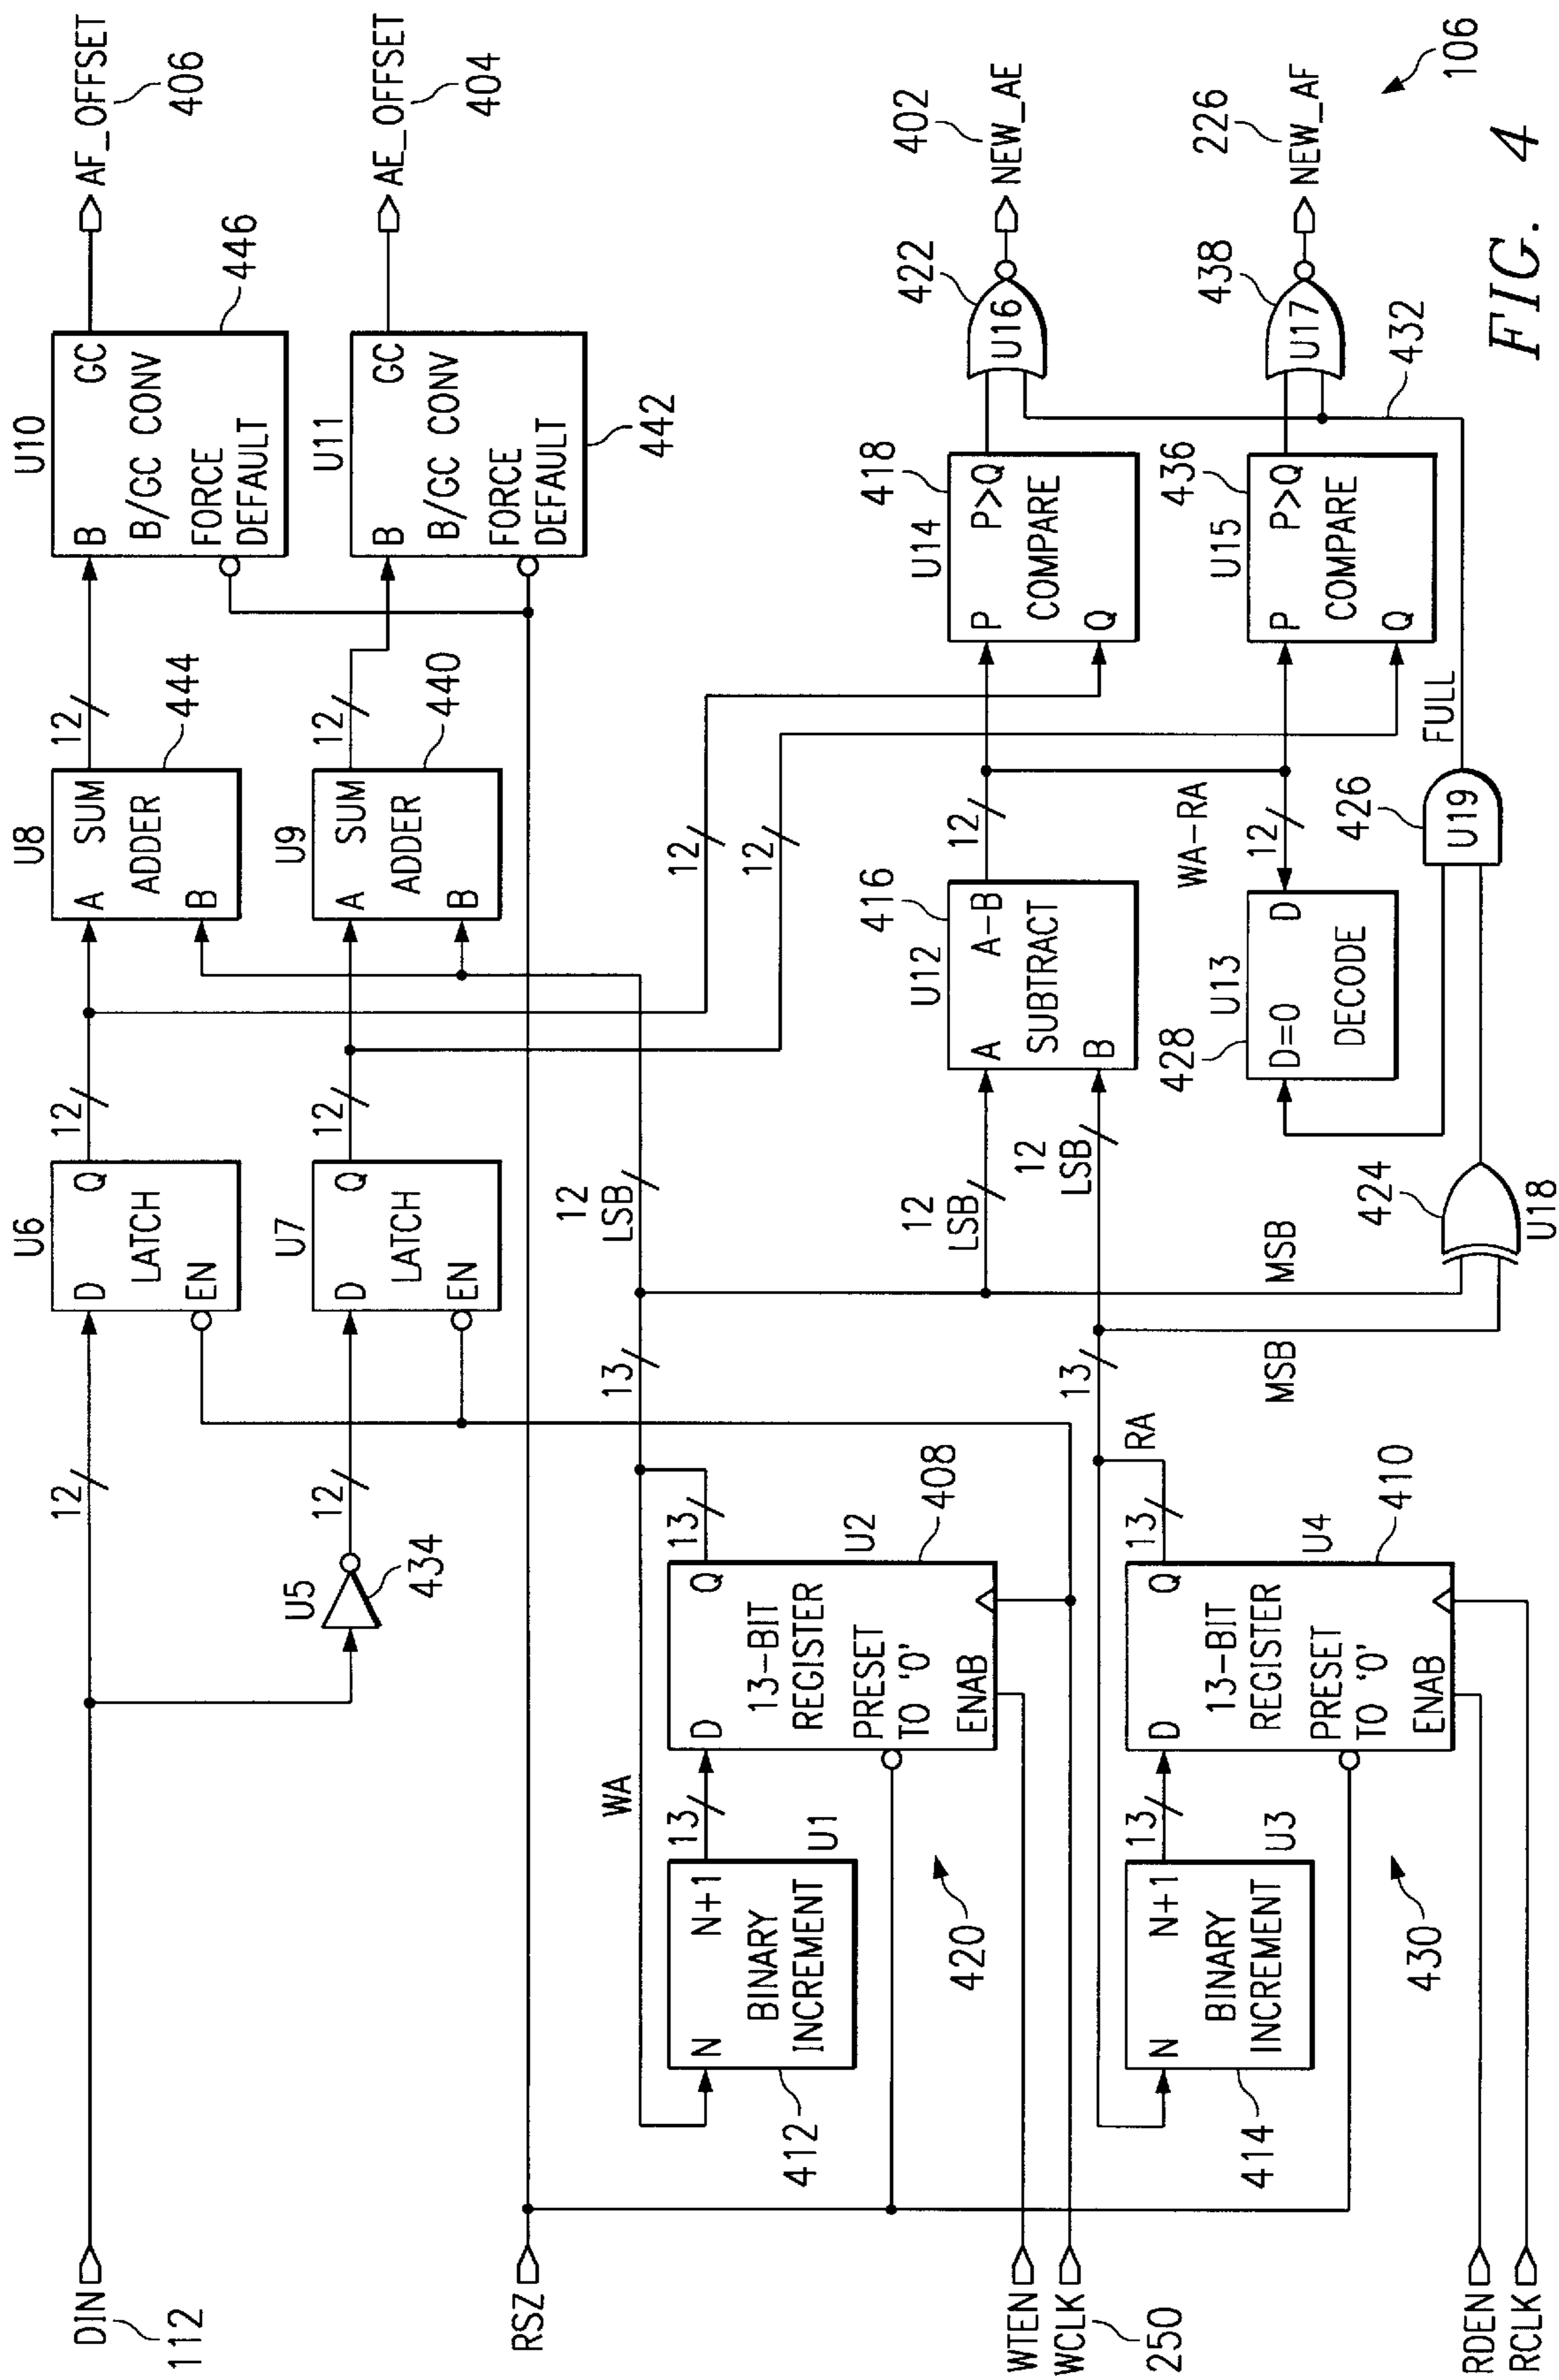 DIN
112
12
U5
434
12
U6
D
Q
LATCH
EN
12
U7
D
Q
LATCH
EN
12
U8
A
SUM
ADDER
B
444
12
U9
A
SUM
ADDER
B
440
12
U10
B
GC
B/GC CONV
FORCE
DEFAULT
446
AF_OFFSET
406
U11
B
GC
B/GC CONV
FORCE
DEFAULT
442
AE_OFFSET
404
RSZ
WA
13
12
LSB
12
12
N
N+1
BINARY
INCREMENT
U1
412
13
D
Q
13-BIT
REGISTER
PRESET
TO '0'
ENAB
U2
408
13
420
WTEN
WCLK
250
N
N+1
BINARY
INCREMENT
U3
414
13
D
Q
13-BIT
REGISTER
PRESET
TO '0'
ENAB
U4
410
13
RA
13
430
RDEN
RCLK
12
LSB
12
LSB
MSB
MSB
U12
416
A
A-B
SUBTRACT
B
12
WA-RA
12
428
U13
D=0
D
DECODE
424
U18
426
U19
FULL
U14
418
P
P>Q
COMPARE
Q
U15
436
P
P>Q
COMPARE
Q
422
U16
402
NEW_AE
438
U17
226
NEW_AF
432
106
FIG. 4